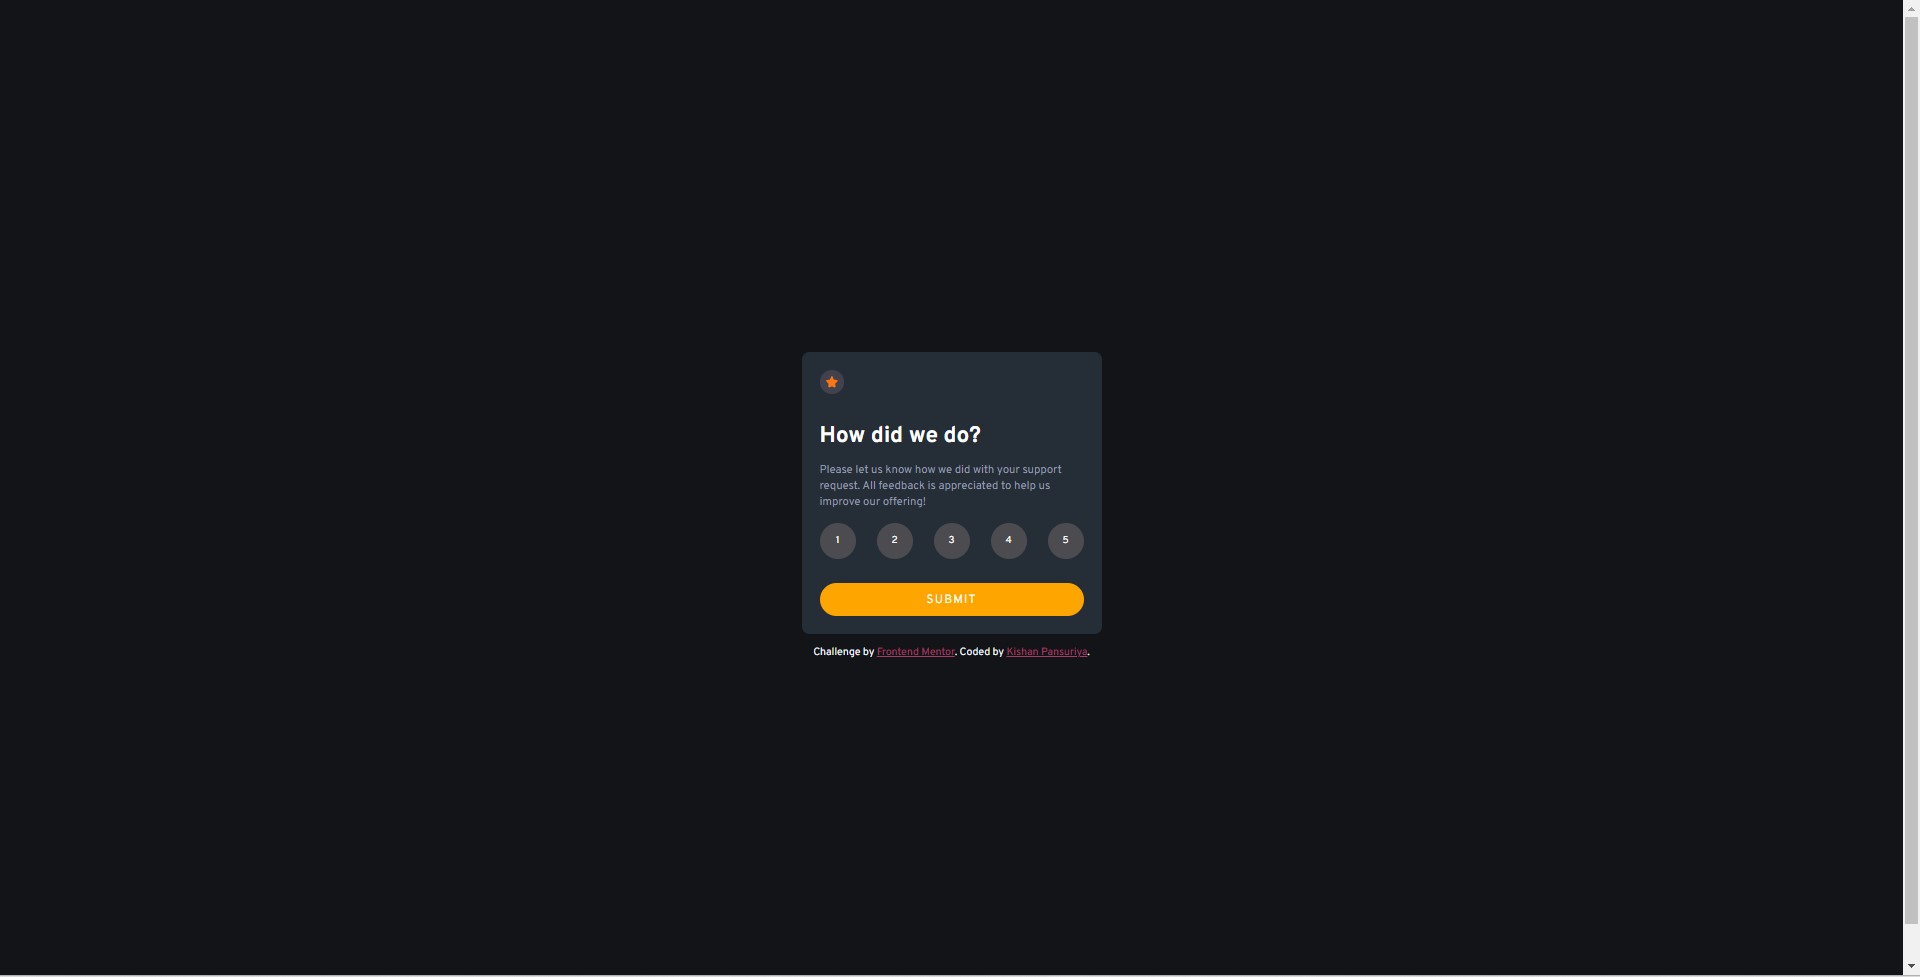 How did we do?
Please let us know how we did with your support
request. All feedback is appreciated to help us
improve our offering!
1 2 3 4 5
SUBMIT
Challenge by Frontend Mentor. Coded by Kishan Pansuriya.